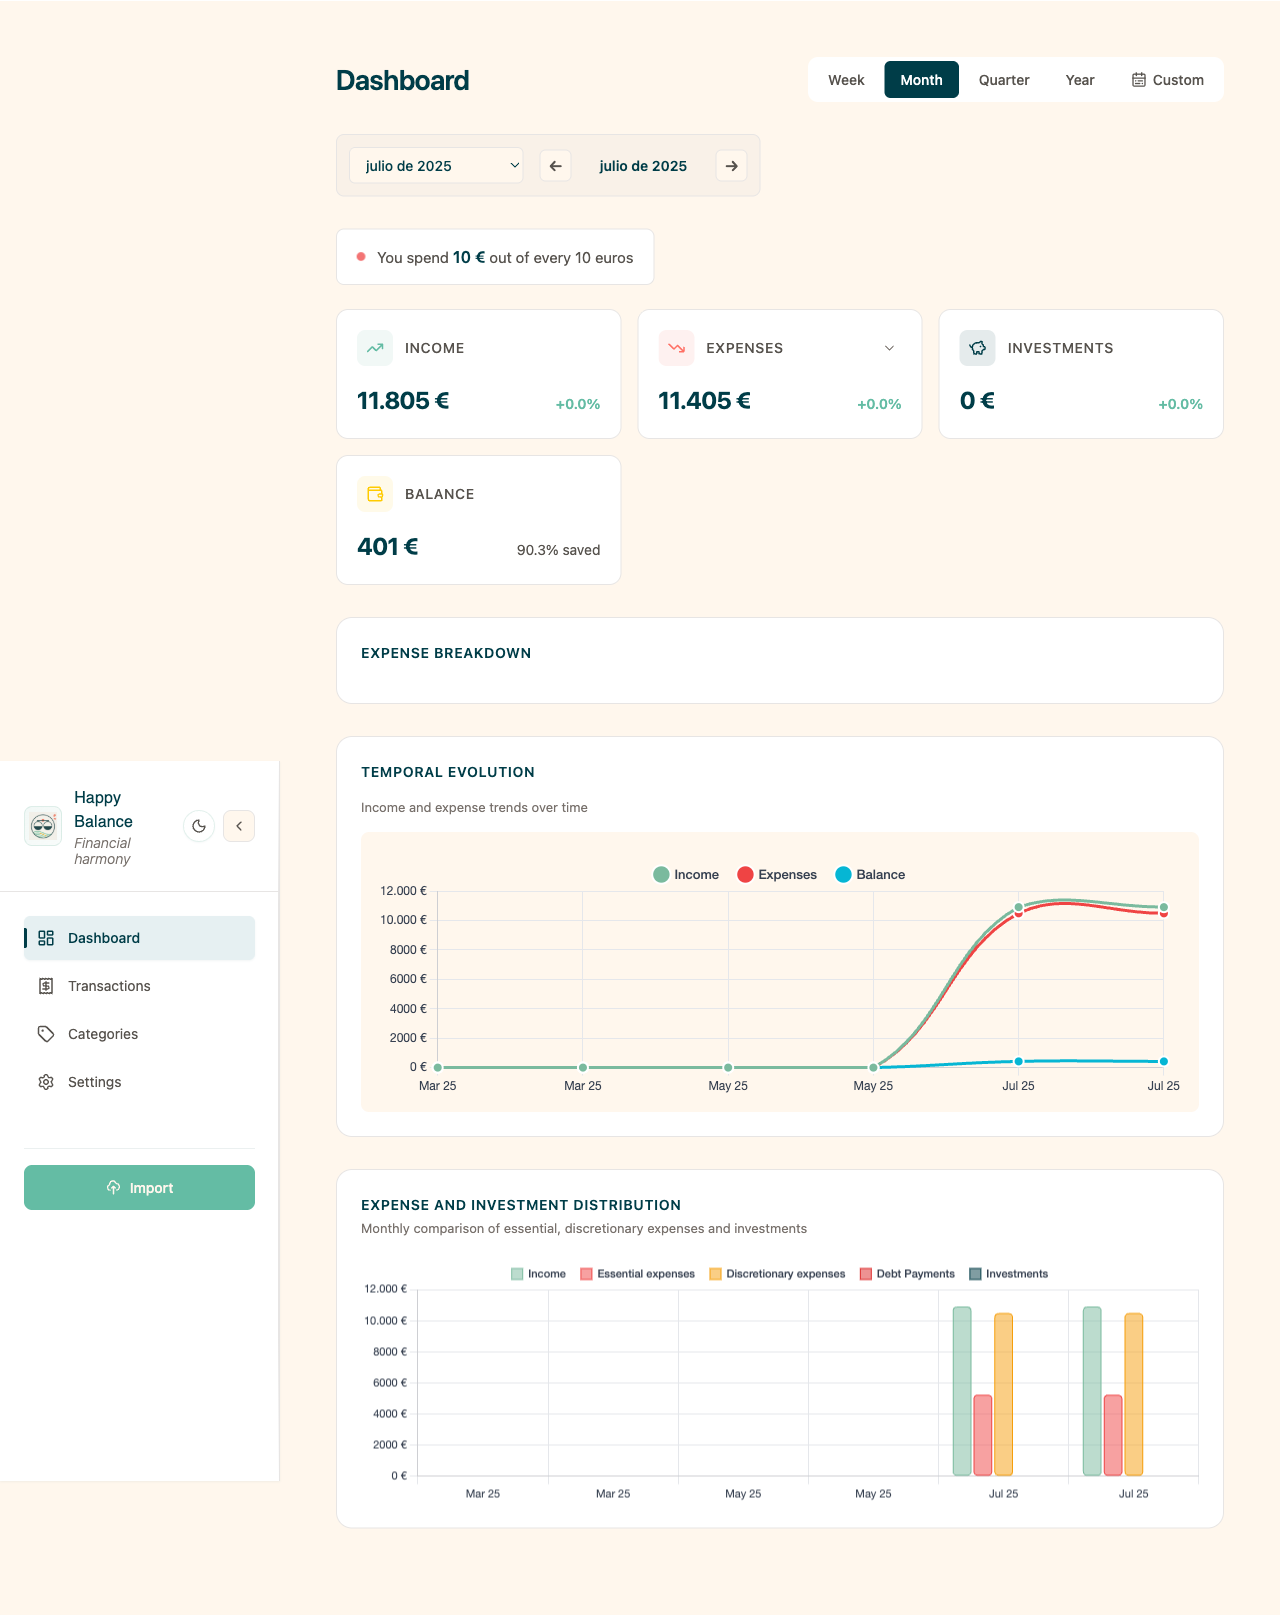 Dashboard
Week Month Quarter Year Custom
julio de 2025 julio de 2025
You spend 10 € out of every 10 euros
INCOME
11.805 € +0.0%
EXPENSES
11.405 € +0.0%
INVESTMENTS
0 € +0.0%
BALANCE
401 € 90.3% saved
EXPENSE BREAKDOWN
Happy
Balance
Financial
harmony
Dashboard
Transactions
Categories
Settings
Import
TEMPORAL EVOLUTION
Income and expense trends over time
Income Expenses Balance
12.000 €
10.000 €
8000 €
6000 €
4000 €
2000 €
0 €
Mar 25 Mar 25 May 25 May 25 Jul 25 Jul 25
EXPENSE AND INVESTMENT DISTRIBUTION
Monthly comparison of essential, discretionary expenses and investments
Income Essential expenses Discretionary expenses Debt Payments Investments
12.000 €
10.000 €
8000 €
6000 €
4000 €
2000 €
0 €
Mar 25 Mar 25 May 25 May 25 Jul 25 Jul 25